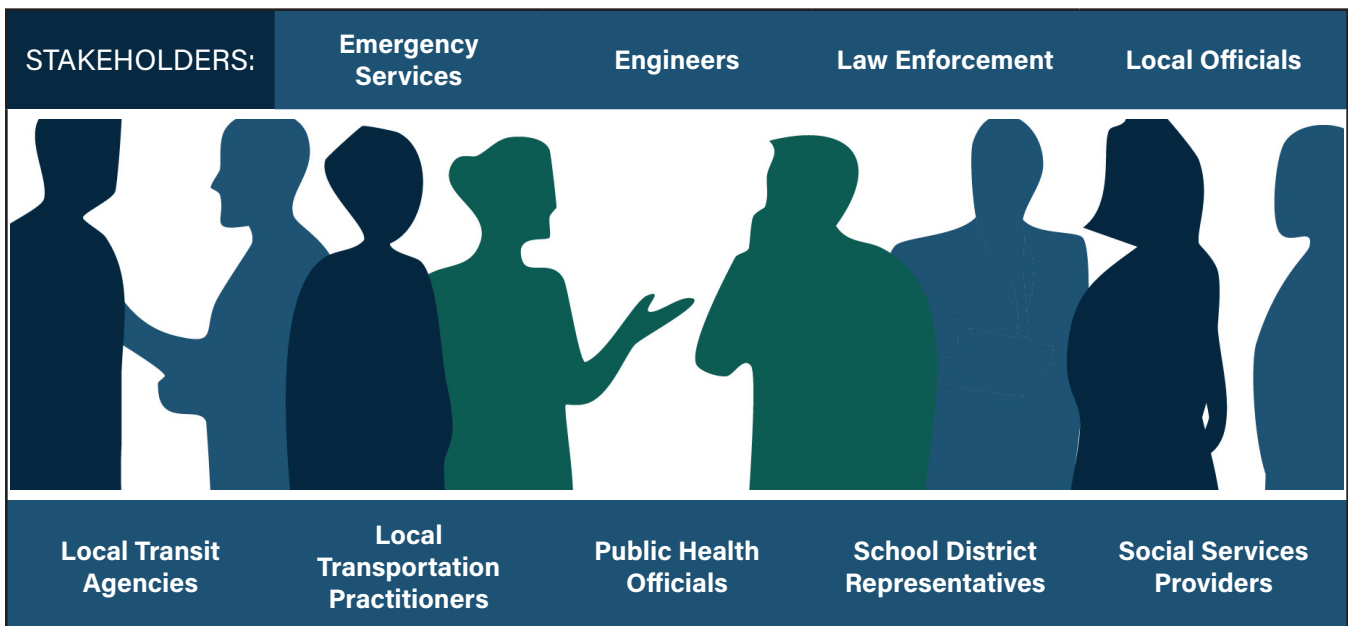 STAKEHOLDERS:
Emergency
Services
Engineers
Law Enforcement
Local Officials
Local Transit
Agencies
Local
Transportation
Practitioners
Public Health
Officials
School District
Representatives
Social Services
Providers